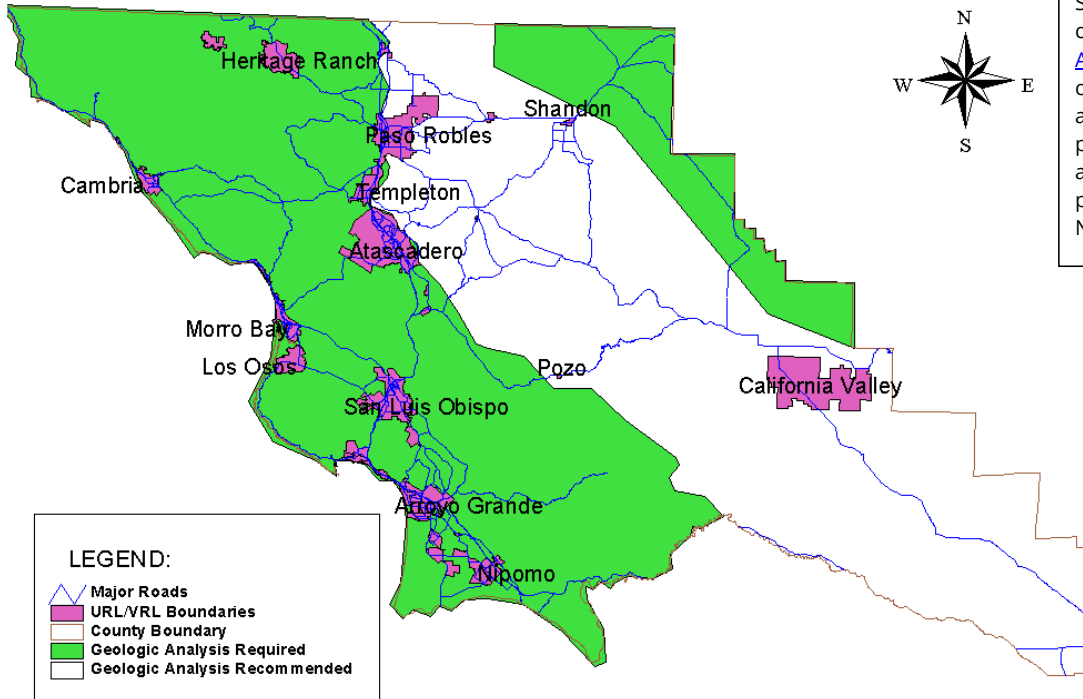 N
W
E
S
Heritage Ranch
Shandon
Paso Robles
Cambria
Templeton
Atascadero
Morro Bay
Los Osos
Pozo
California Valley
San Luis Obispo
Arroyo Grande
Nipomo
LEGEND:
Major Roads
URL/VRL Boundaries
County Boundary
Geologic Analysis Required
Geologic Analysis Recommended